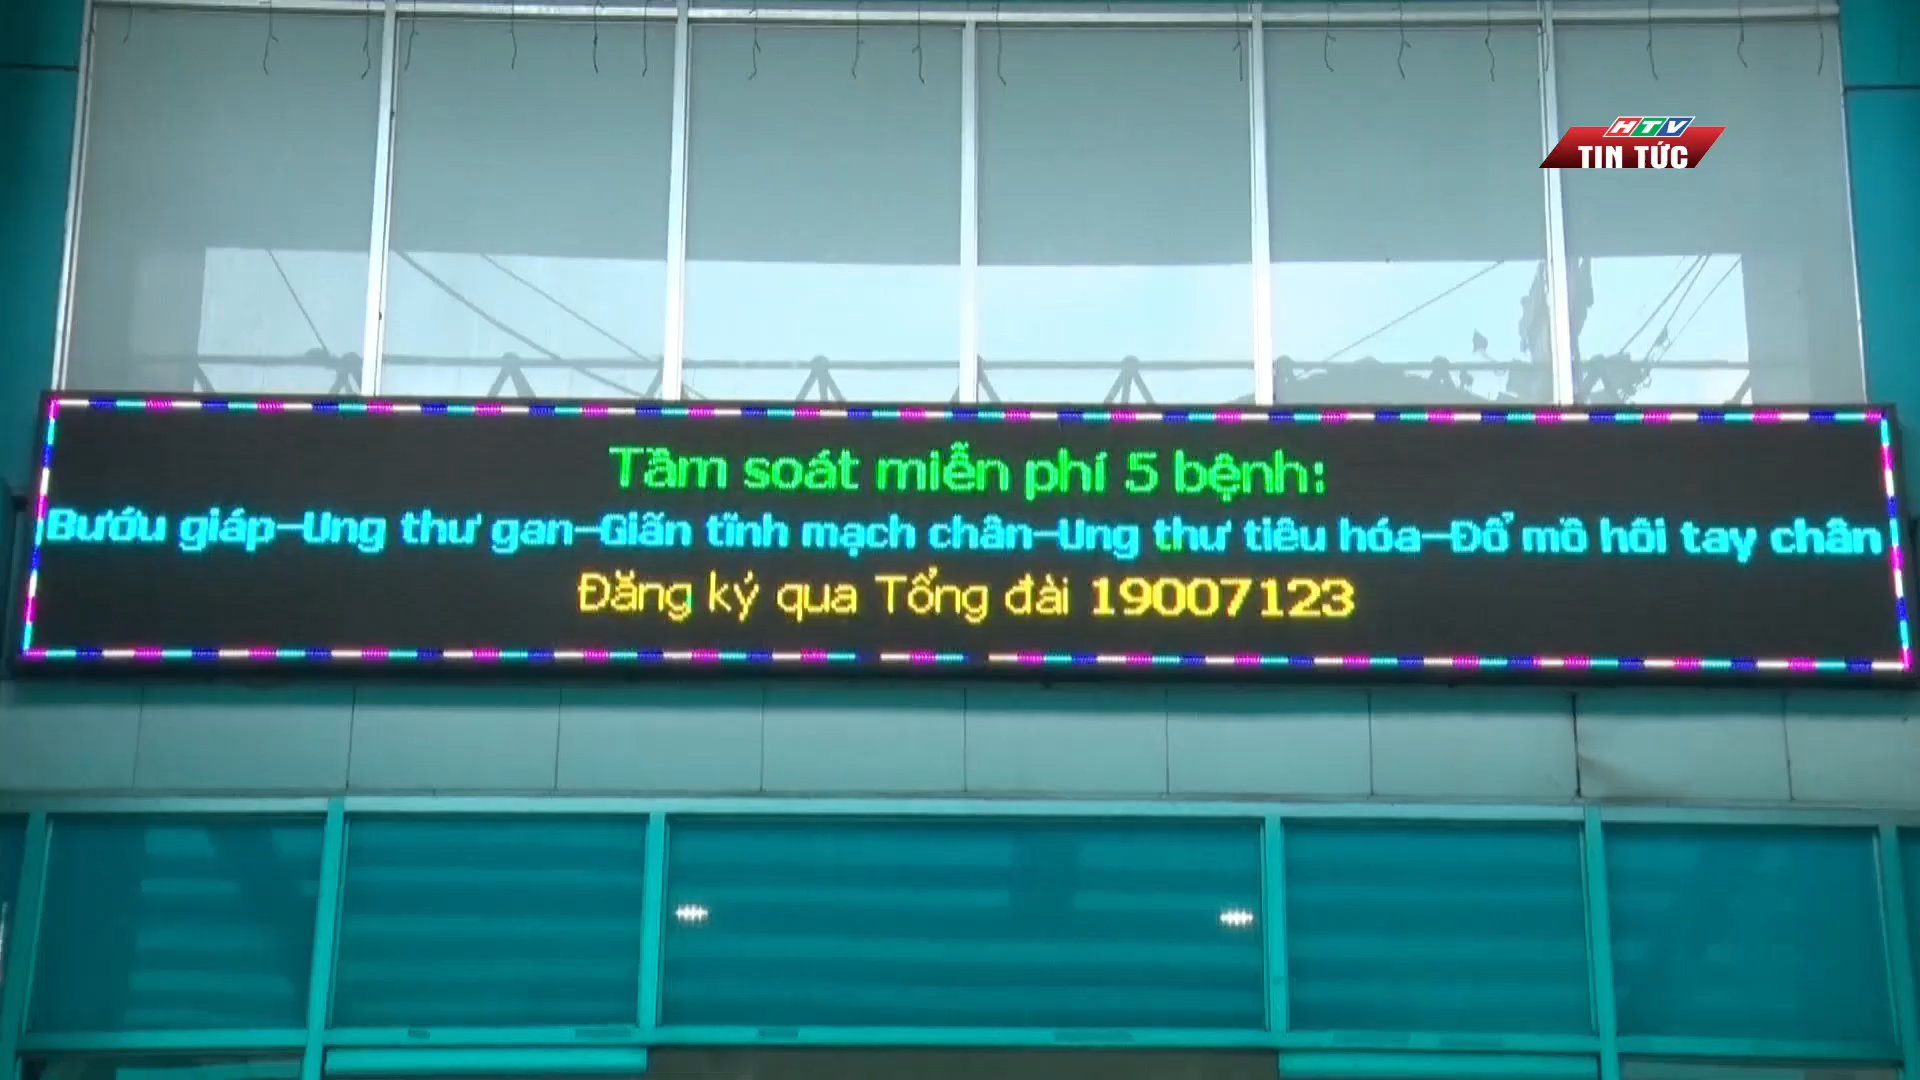 HTV
TIN TỨC
Tầm soát miễn phí 5 bệnh:
Bướu giáp-Ung thư gan-Giãn tĩnh mạch chân-Ung thư tiêu hóa-Đổ mồ hôi tay chân
Đăng ký qua Tổng đài 19007123